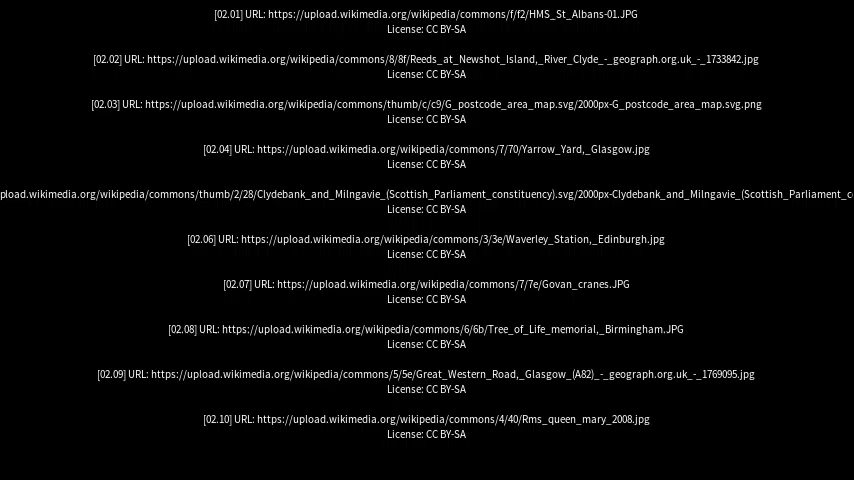 [02.01] URL: https://upload.wikimedia.org/wikipedia/commons/f/f2/HMS_St_Albans-01.JPG
License: CC BY-SA
[02.02] URL: https://upload.wikimedia.org/wikipedia/commons/8/8f/Reeds_at_Newshot_Island,_River_Clyde_-_geograph.org.uk_-_1733842.jpg
License: CC BY-SA
[02.03] URL: https://upload.wikimedia.org/wikipedia/commons/thumb/c/c9/G_postcode_area_map.svg/2000px-G_postcode_area_map.svg.png
License: CC BY-SA
[02.04] URL: https://upload.wikimedia.org/wikipedia/commons/7/70/Yarrow_Yard,_Glasgow.jpg
License: CC BY-SA
pload.wikimedia.org/wikipedia/commons/thumb/2/28/Clydebank_and_Milngavie_(Scottish_Parliament_constituency).svg/2000px-Clydebank_and_Milngavie_(Scottish_Parliament_c
License: CC BY-SA
[02.06] URL: https://upload.wikimedia.org/wikipedia/commons/3/3e/Waverley_Station,_Edinburgh.jpg
License: CC BY-SA
[02.07] URL: https://upload.wikimedia.org/wikipedia/commons/7/7e/Govan_cranes.JPG
License: CC BY-SA
[02.08] URL: https://upload.wikimedia.org/wikipedia/commons/6/6b/Tree_of_Life_memorial,_Birmingham.JPG
License: CC BY-SA
[02.09] URL: https://upload.wikimedia.org/wikipedia/commons/5/5e/Great_Western_Road,_Glasgow_(A82)_-_geograph.org.uk_-_1769095.jpg
License: CC BY-SA
[02.10] URL: https://upload.wikimedia.org/wikipedia/commons/4/40/Rms_queen_mary_2008.jpg
License: CC BY-SA